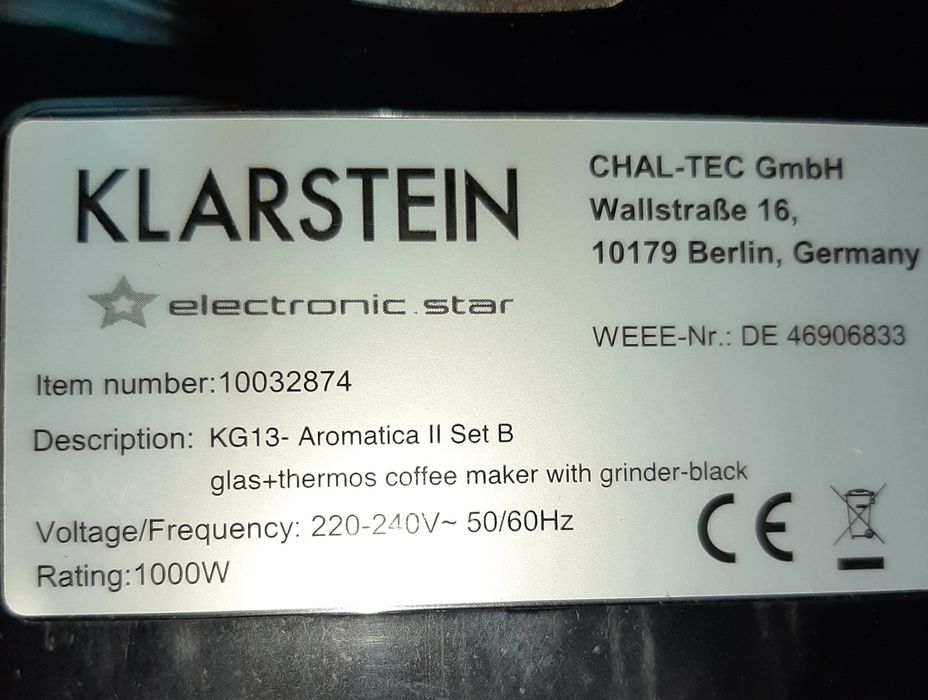 KLARSTEIN
electronic.star
CHAL-TEC GmbH
Wallstraße 16,
10179 Berlin, Germany
WEEE-Nr.: DE 46906833
Item number:10032874
Description: KG13- Aromatica II Set B
glas+thermos coffee maker with grinder-black
Voltage/Frequency: 220-240V~ 50/60Hz
Rating:1000W
CE